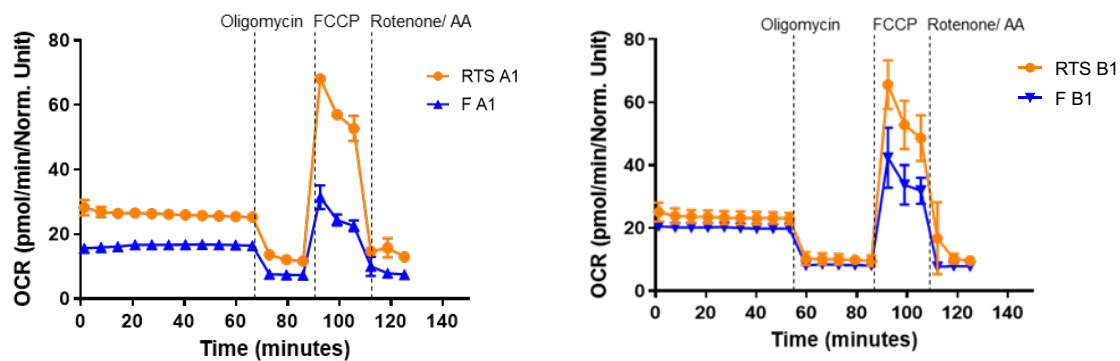 Oligomycin FCCP Rotenone/ AA
80
60
40
20
0
OCR (pmol/min/Norm. Unit)
0 20 40 60 80 100 120 140
Time (minutes)
RTS A1
F A1
Oligomycin FCCP Rotenone/ AA
80
60
40
20
0
OCR (pmol/min/Norm. Unit)
0 20 40 60 80 100 120 140
Time (minutes)
RTS B1
F B1